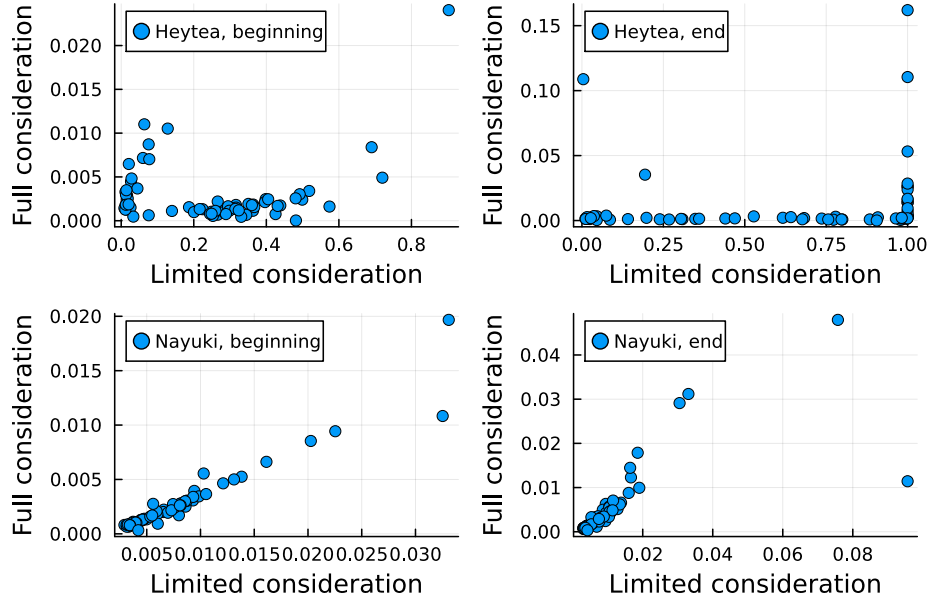 Full consideration
0.020
0.015
0.010
0.005
0.000
Heytea, beginning
0.0 0.2 0.4 0.6 0.8
Limited consideration
Full consideration
0.15
0.10
0.05
0.00
Heytea, end
0.00 0.25 0.50 0.75 1.00
Limited consideration
Full consideration
0.020
0.015
0.010
0.005
0.000
Nayuki, beginning
0.005 0.010 0.015 0.020 0.025 0.030
Limited consideration
Full consideration
0.04
0.03
0.02
0.01
0.00
Nayuki, end
0.02 0.04 0.06 0.08
Limited consideration